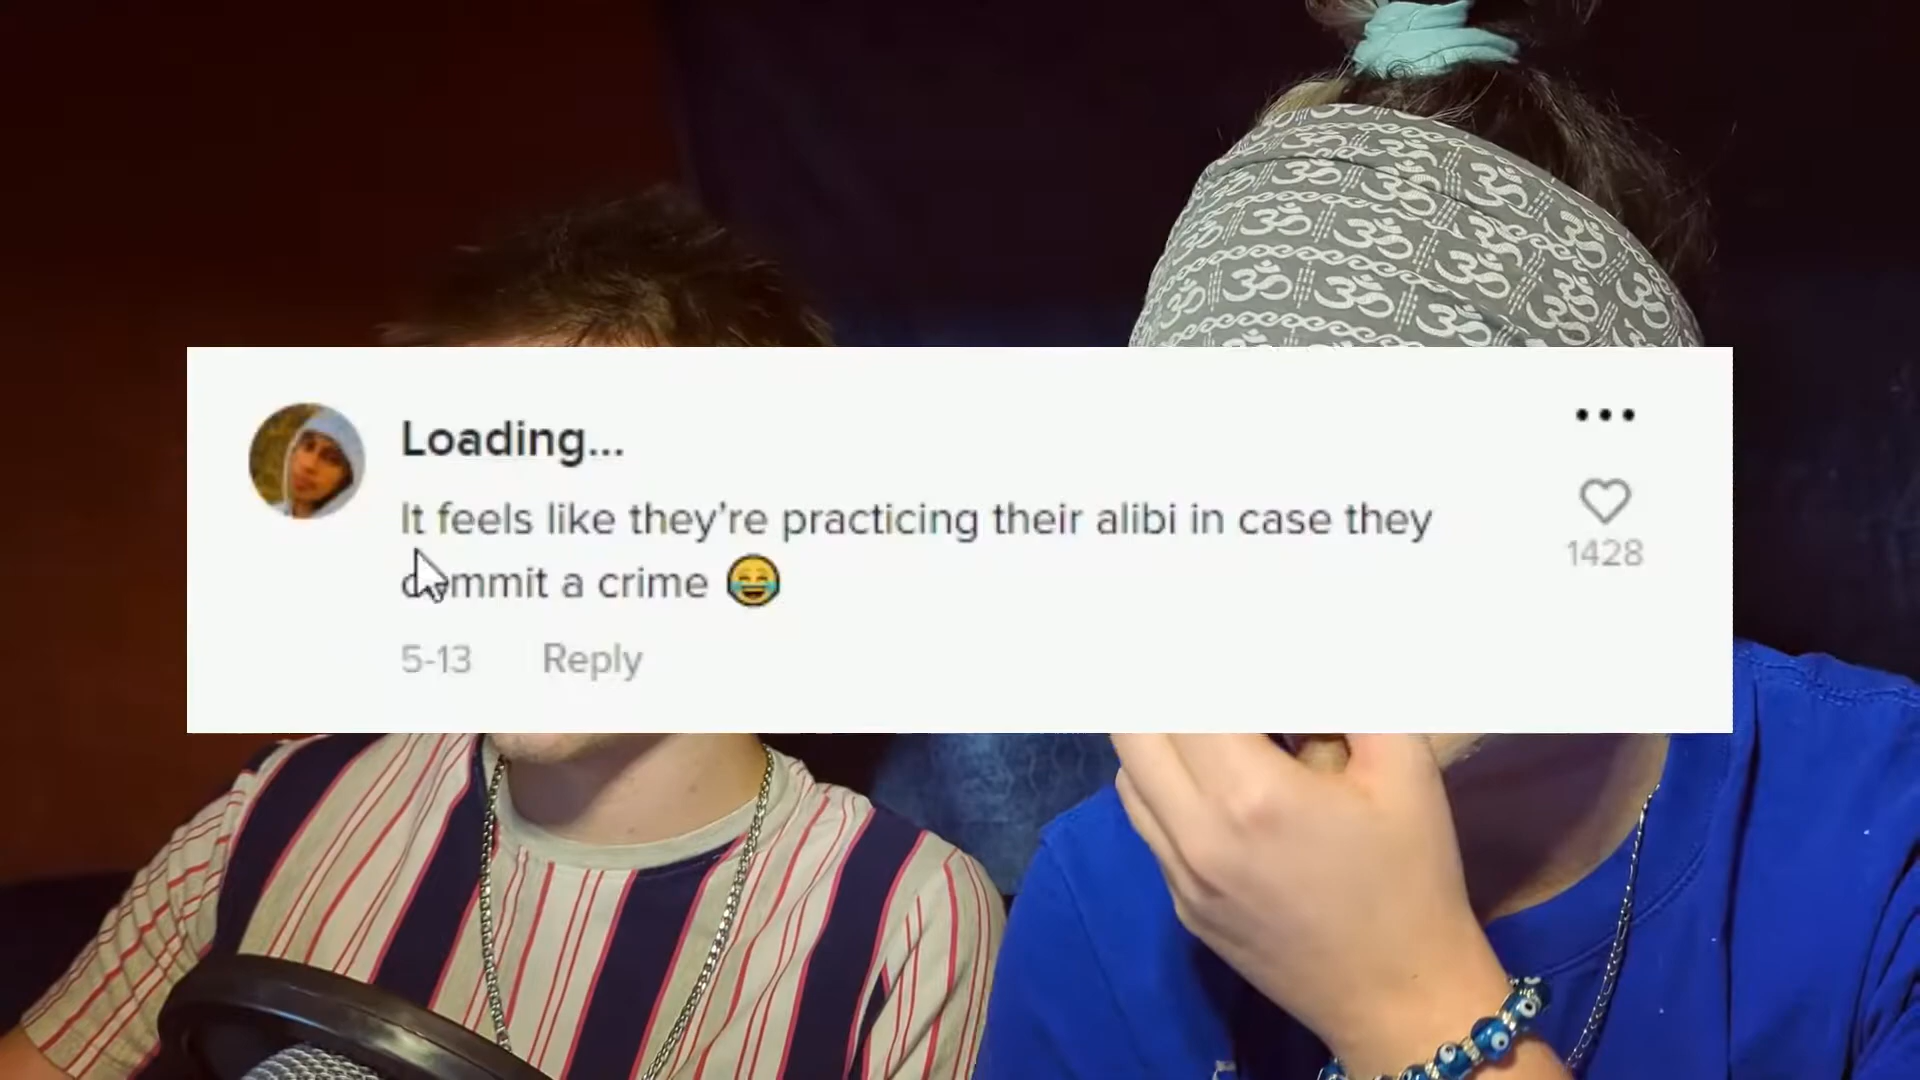 ॐ ॐ ॐ ॐ
ॐ ॐ ॐ ॐ
ॐ ॐ ॐ ॐ
Loading...
It feels like they're practicing their alibi in case they
commit a crime 😂
1428
5-13 Reply